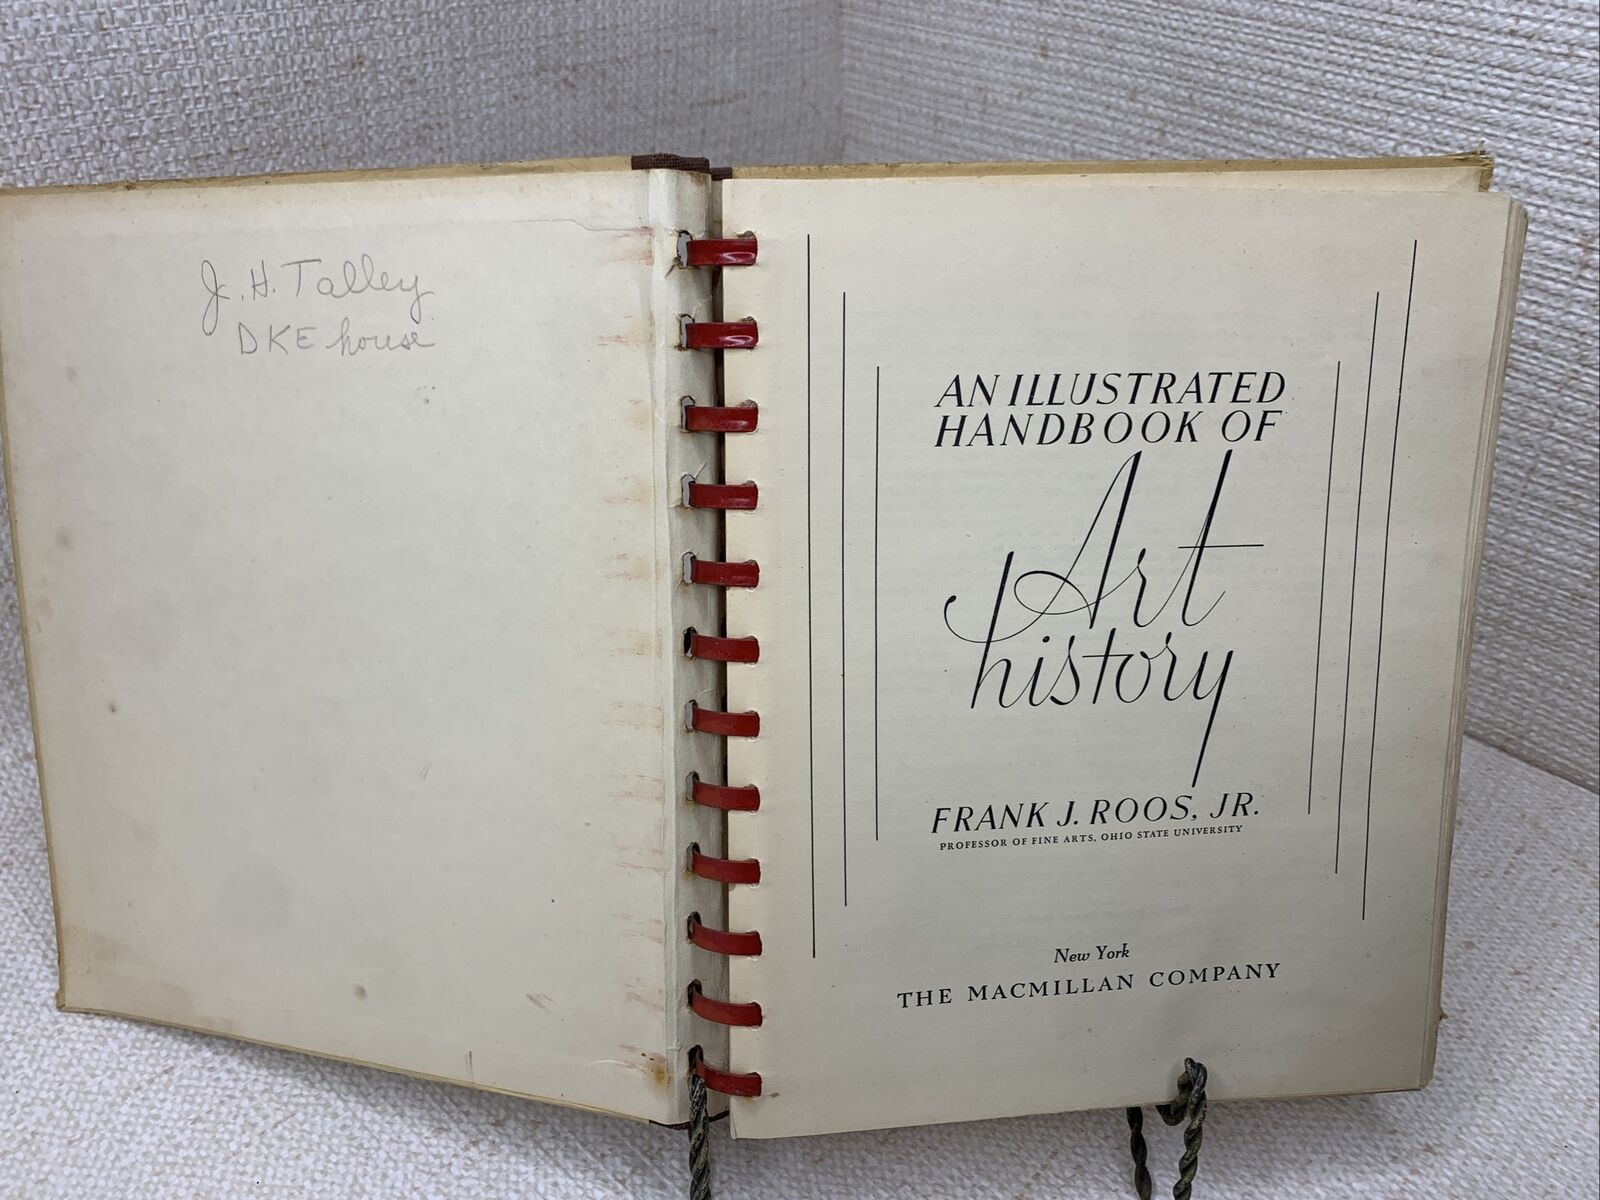 J. H. Talley
DKE house
AN ILLUSTRATED
HANDBOOK OF
Art
history
FRANK J. ROOS, JR.
PROFESSOR OF FINE ARTS, OHIO STATE UNIVERSITY
New York
THE MACMILLAN COMPANY